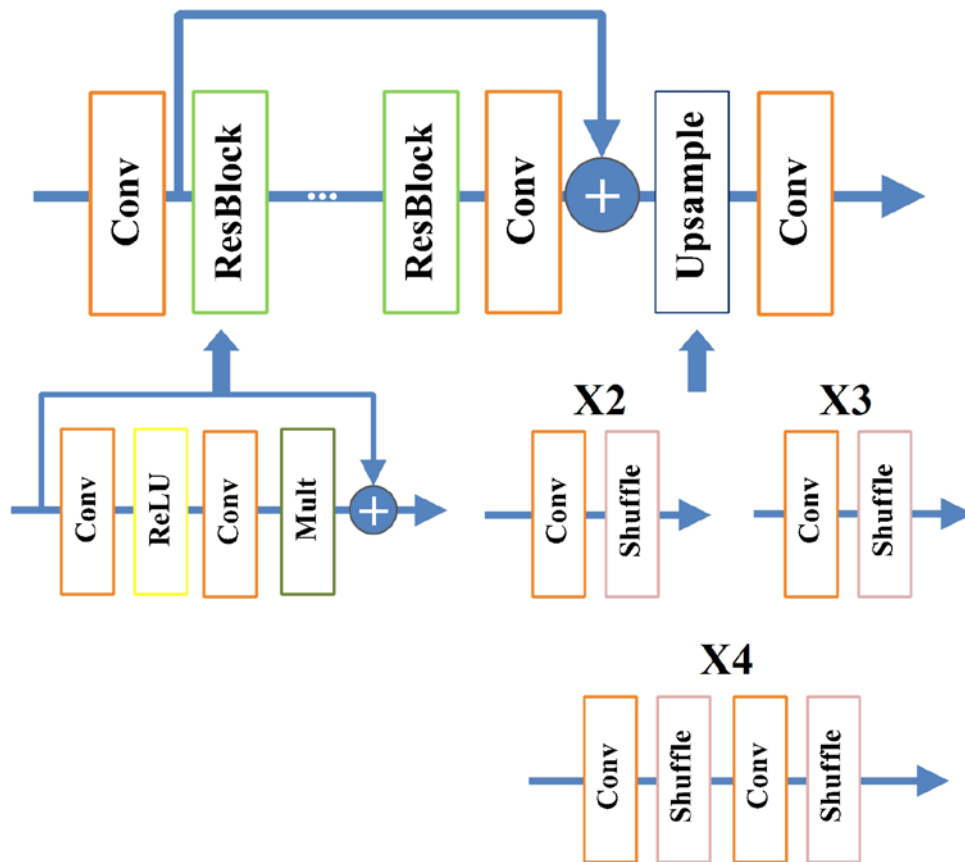 Conv
ResBlock
...
ResBlock
Conv
+
Upsample
Conv
X2
X3
Conv
ReLU
Conv
Mult
+
Conv
Shuffle
Conv
Shuffle
X4
Conv
Shuffle
Conv
Shuffle